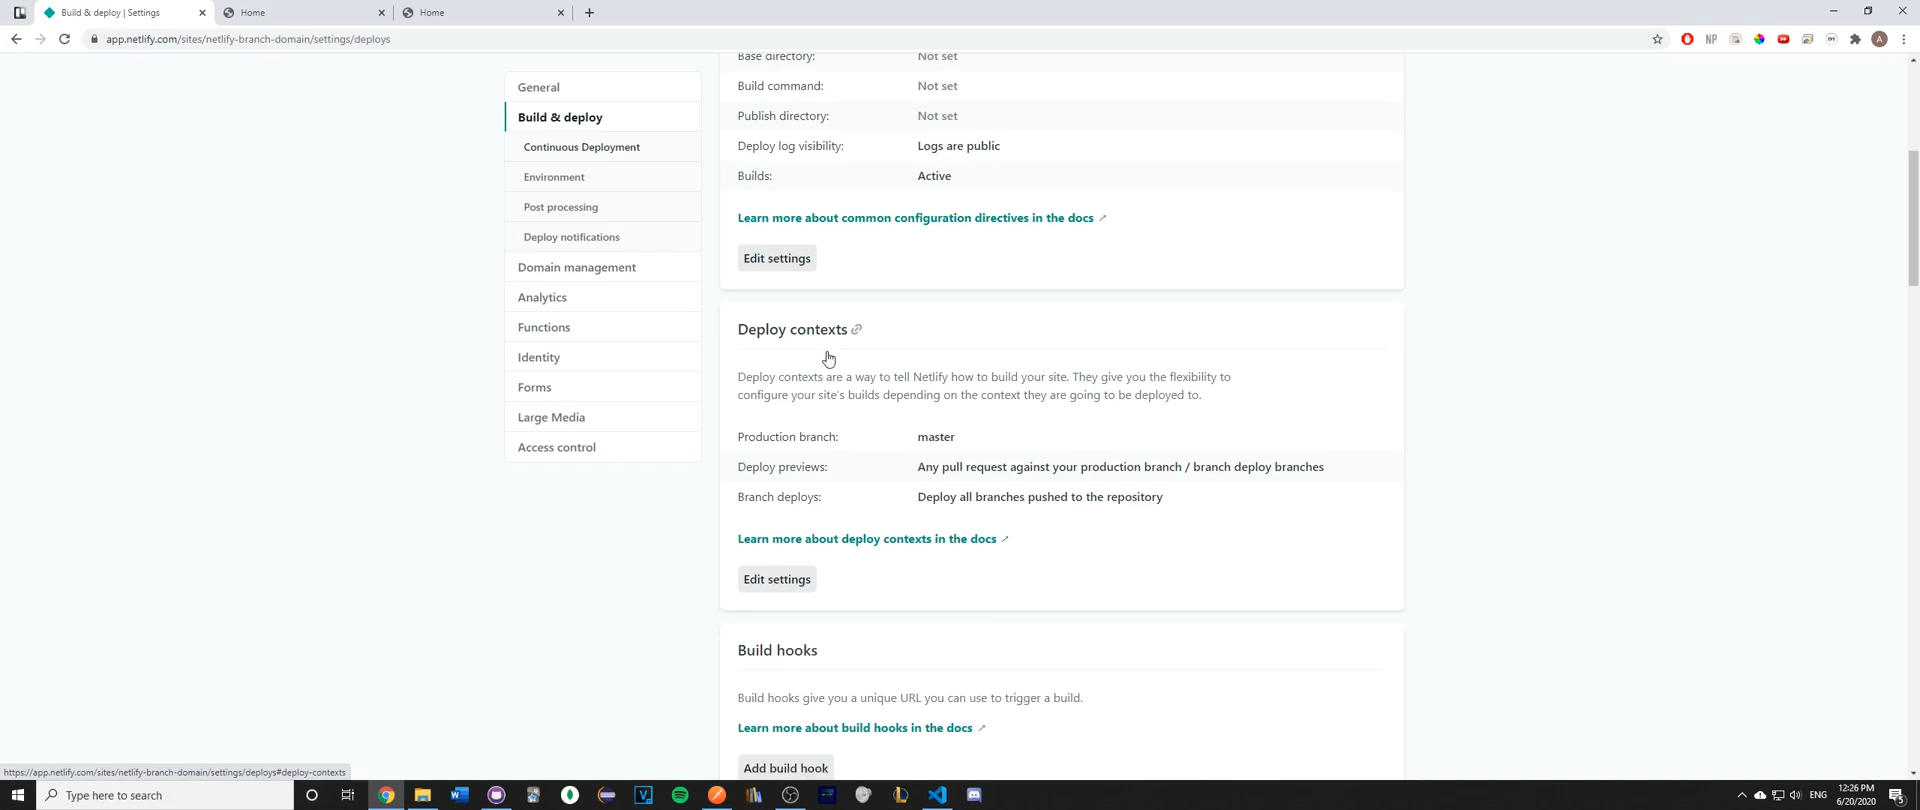 Build & deploy | Settings
Home
Home
app.netlify.com/sites/netlify-branch-domain/settings/deploys
NP
A
General
Build & deploy
Continuous Deployment
Environment
Post processing
Deploy notifications
Domain management
Analytics
Functions
Identity
Forms
Large Media
Access control
Base directory: Not set
Build command: Not set
Publish directory: Not set
Deploy log visibility: Logs are public
Builds: Active
Learn more about common configuration directives in the docs
Edit settings
Deploy contexts
Deploy contexts are a way to tell Netlify how to build your site. They give you the flexibility to
configure your site's builds depending on the context they are going to be deployed to.
Production branch: master
Deploy previews: Any pull request against your production branch / branch deploy branches
Branch deploys: Deploy all branches pushed to the repository
Learn more about deploy contexts in the docs
Edit settings
Build hooks
Build hooks give you a unique URL you can use to trigger a build.
Learn more about build hooks in the docs
Add build hook
https://app.netlify.com/sites/netlify-branch-domain/settings/deploys#deploy-contexts
Type here to search
ENG
12:26 PM
6/20/2020
5